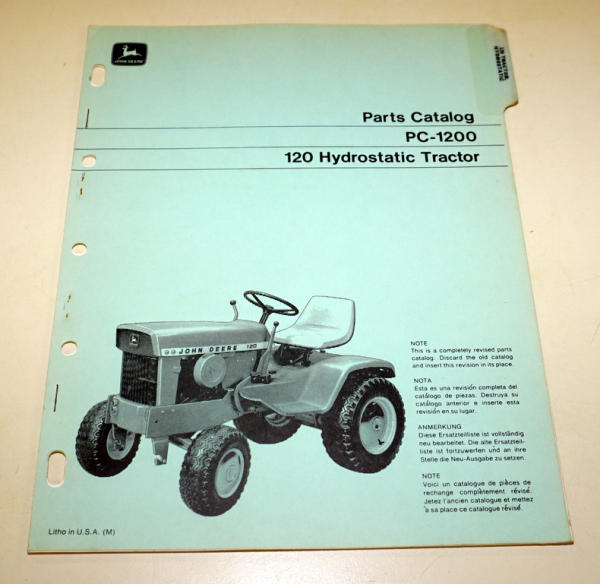 JOHN DEERE
120 TRACTOR,
HYDROSTATIC
Parts Catalog
PC-1200
120 Hydrostatic Tractor
JOHN DEERE 120
NOTE
This is a completely revised parts
catalog. Discard the old catalog
and insert this revision in its place.
NOTA
Esta es una revisión completa del
catálogo de piezas. Destruya su
catálogo anterior e inserte esta
revisión en su lugar.
ANMERKUNG
Diese Ersatzteilliste ist vollständig
neu bearbeitet. Die alte Ersatzteil-
liste ist fortzuwerfen und an ihre
Stelle die Neu-Ausgabe zu setzen.
NOTE
Voici un catalogue de pièces de
rechange complètement révisé.
Jetez l'ancien catalogue et mettez
à sa place ce catalogue révisé.
Litho in U.S.A. (M)